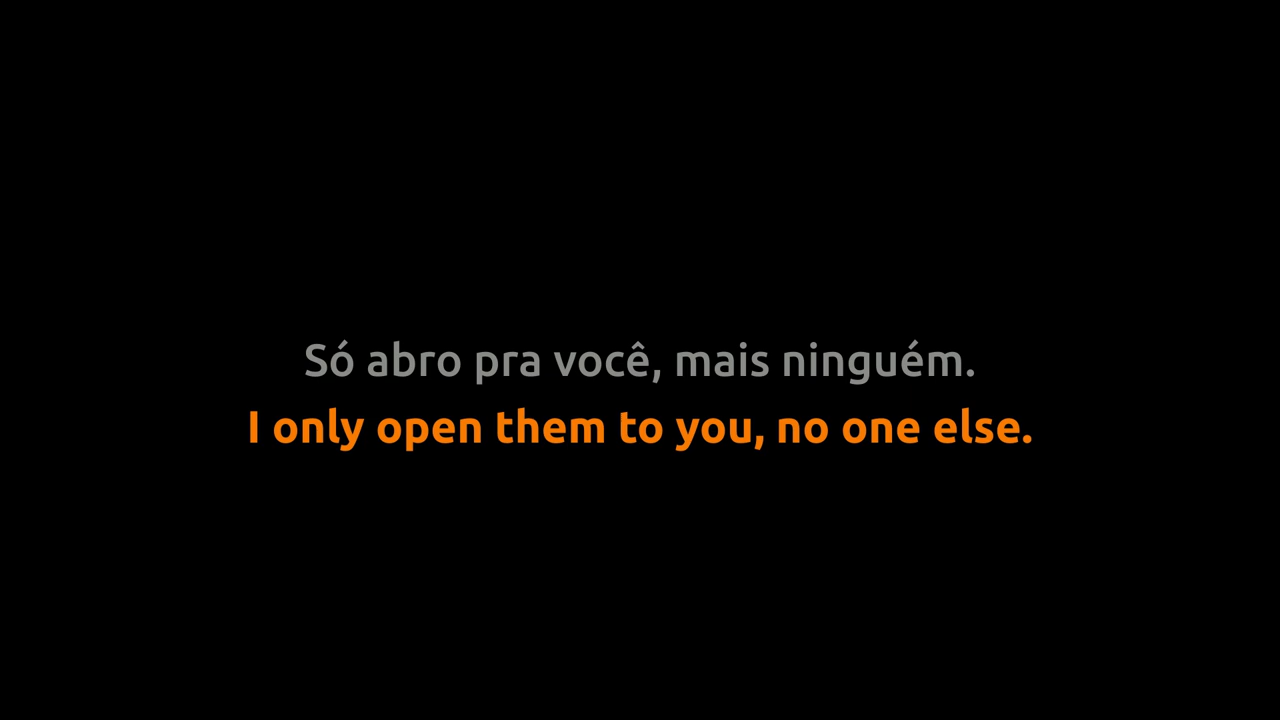 Só abro pra você, mais ninguém.
I only open them to you, no one else.